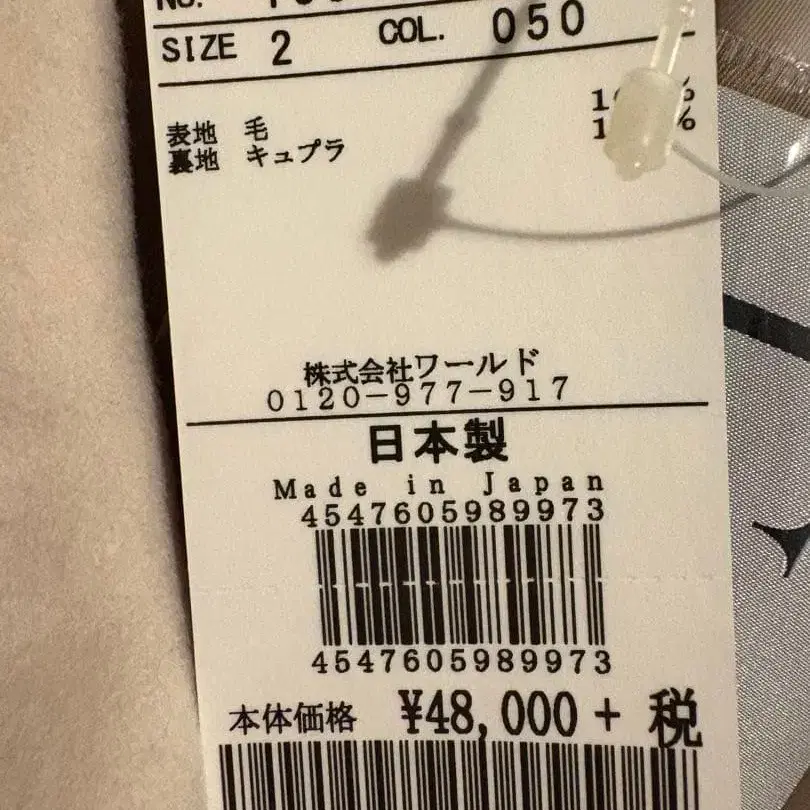 No.
SIZE 2 COL. 050
表地 毛
裏地 キュプラ
株式会社ワールド
0120-977-917
日本製
Made in Japan
4547605989973
4547605989973
本体価格 ¥48,000 + 税